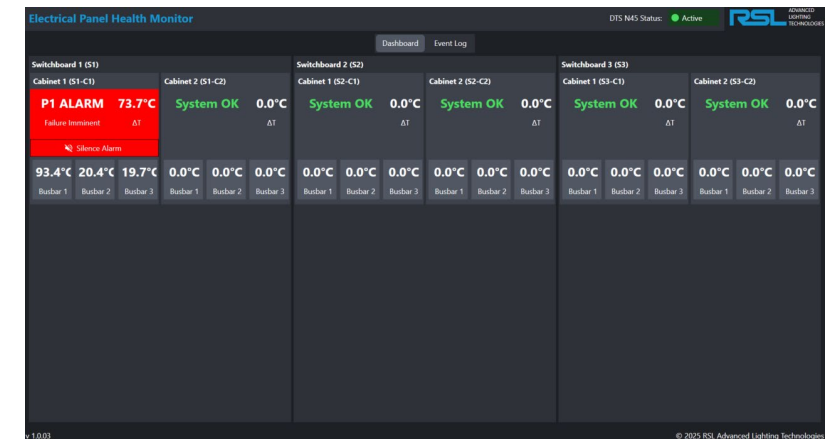 Electrical Panel Health Monitor
DTS N45 Status: Active
RSL ADVANCED LIGHTING TECHNOLOGIES
Dashboard Event Log
Switchboard 1 (S1) Switchboard 2 (S2) Switchboard 3 (S3)
Cabinet 1 (S1-C1) Cabinet 2 (S1-C2) Cabinet 1 (S2-C1) Cabinet 2 (S2-C2) Cabinet 1 (S3-C1) Cabinet 2 (S3-C2)
P1 ALARM 73.7°C System OK 0.0°C System OK 0.0°C System OK 0.0°C System OK 0.0°C System OK 0.0°C
Failure Imminent ΔT ΔT ΔT ΔT ΔT ΔT
Silence Alarm
93.4°C 20.4°C 19.7°C 0.0°C 0.0°C 0.0°C 0.0°C 0.0°C 0.0°C 0.0°C 0.0°C 0.0°C 0.0°C 0.0°C 0.0°C 0.0°C 0.0°C 0.0°C
Busbar 1 Busbar 2 Busbar 3 Busbar 1 Busbar 2 Busbar 3 Busbar 1 Busbar 2 Busbar 3 Busbar 1 Busbar 2 Busbar 3 Busbar 1 Busbar 2 Busbar 3 Busbar 1 Busbar 2 Busbar 3
v 1.0.03 © 2025 RSL Advanced Lighting Technologies